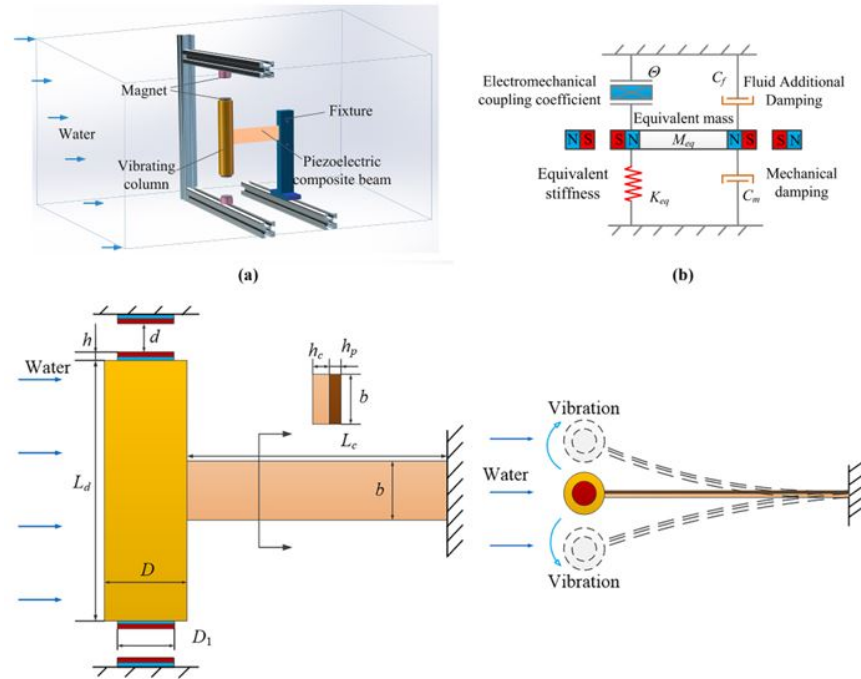 Magnet
Water
Fixture
Vibrating
column
Piezoelectric
composite beam
(a)
Θ
C_f
Electromechanical
coupling coefficient
Fluid Additional
Damping
Equivalent mass
N S S N M_eq N S S N
Equivalent
stiffness
K_eq
C_m
Mechanical
damping
(b)
h
d
Water
h_c h_p
b
L_c
L_d
b
D
D_1
Vibration
Water
Vibration